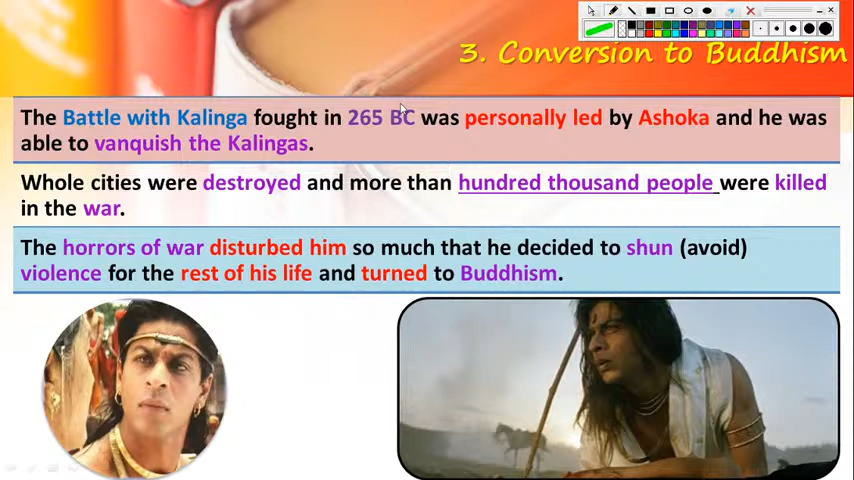 3. Conversion to Buddhism
The Battle with Kalinga fought in 265 BC was personally led by Ashoka and he was
able to vanquish the Kalingas.
Whole cities were destroyed and more than hundred thousand people were killed
in the war.
The horrors of war disturbed him so much that he decided to shun (avoid)
violence for the rest of his life and turned to Buddhism.